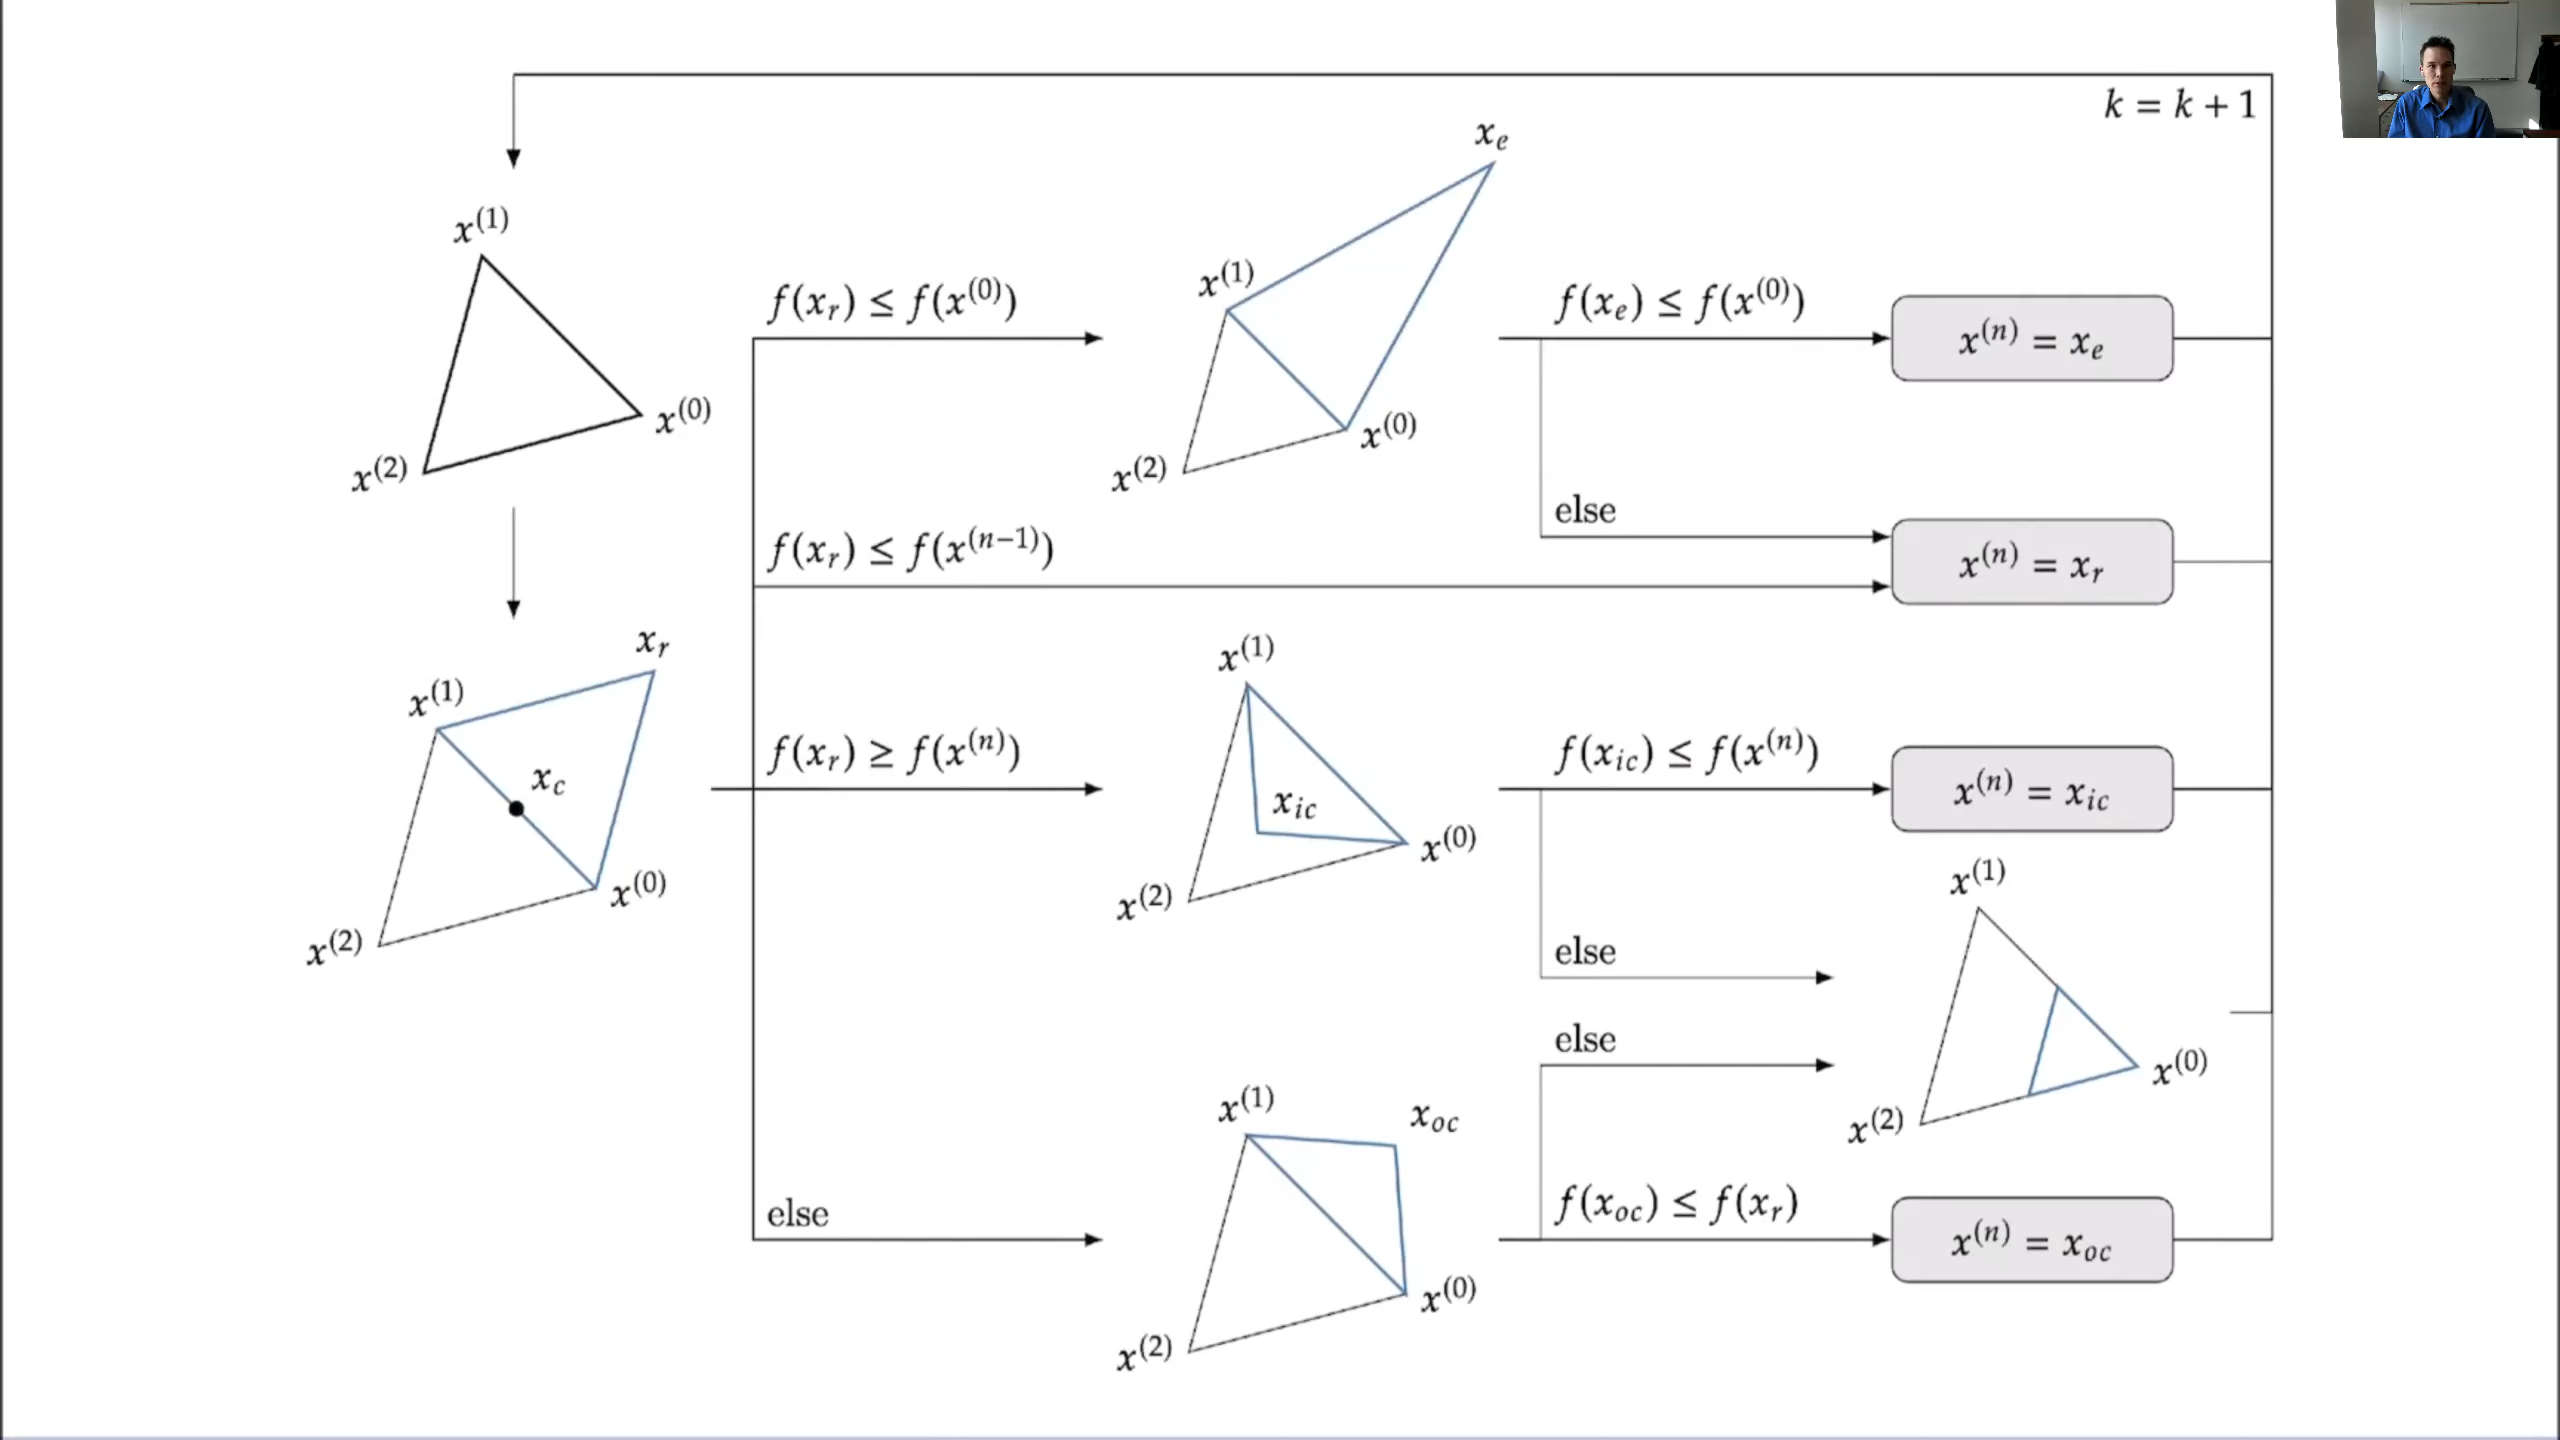 k = k + 1
x_e
x^(1)
x^(1)
f(x_r) ≤ f(x^(0))
f(x_e) ≤ f(x^(0))
x^(n) = x_e
x^(0)
x^(0)
x^(2)
x^(2)
else
f(x_r) ≤ f(x^(n−1))
x^(n) = x_r
x_r
x^(1)
x^(1)
x_c
f(x_r) ≥ f(x^(n))
f(x_ic) ≤ f(x^(n))
x^(n) = x_ic
x_ic
x^(0)
x^(0)
x^(2)
x^(2)
x^(1)
else
else
x^(0)
x^(2)
x^(1)
x_oc
else
f(x_oc) ≤ f(x_r)
x^(n) = x_oc
x^(0)
x^(2)